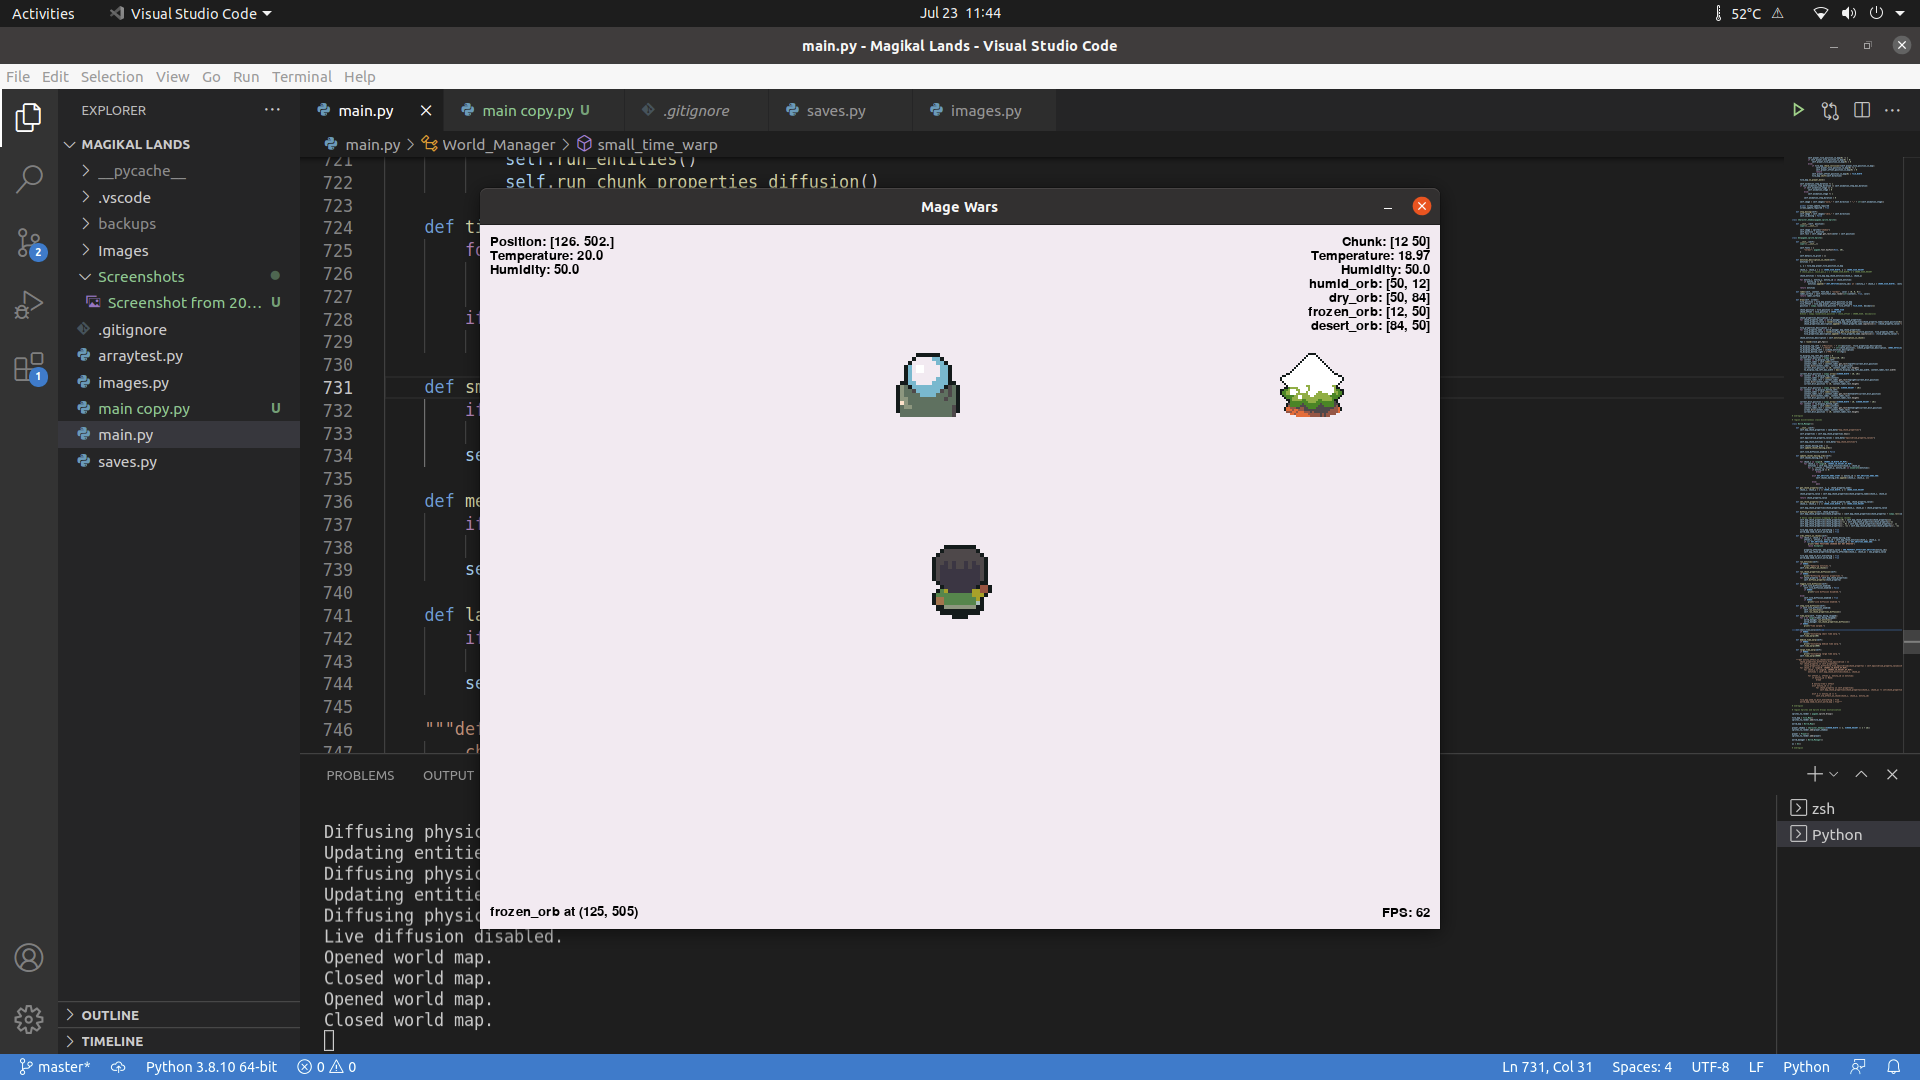 Activities
Visual Studio Code
Jul 23 11:44
52°C
main.py - Magikal Lands - Visual Studio Code
File Edit Selection View Go Run Terminal Help
EXPLORER
MAGIKAL LANDS
__pycache__
.vscode
backups
Images
Screenshots
Screenshot from 20... U
.gitignore
arraytest.py
images.py
main copy.py U
main.py
saves.py
OUTLINE
TIMELINE
2
1
main.py
main copy.py U
.gitignore
saves.py
images.py
main.py > World_Manager > small_time_warp
721 self.run_entities()
722 self.run_chunk_properties_diffusion()
723
724 def ti
725 fo
726
727
728 i
729
730
731 def sm
732 i
733
734 se
735
736 def me
737 i
738
739 se
740
741 def la
742 i
743
744 se
745
746 """de
747 c
Mage Wars
Position: [126. 502.]
Temperature: 20.0
Humidity: 50.0
Chunk: [12 50]
Temperature: 18.97
Humidity: 50.0
humid_orb: [50, 12]
dry_orb: [50, 84]
frozen_orb: [12, 50]
desert_orb: [84, 50]
frozen_orb at (125, 505)
FPS: 62
PROBLEMS OUTPUT
Diffusing physic
Updating entitie
Diffusing physic
Updating entitie
Diffusing physic
Live diffusion disabled.
Opened world map.
Closed world map.
Opened world map.
Closed world map.
zsh
Python
master*
Python 3.8.10 64-bit
0 0
Ln 731, Col 31
Spaces: 4
UTF-8
LF
Python